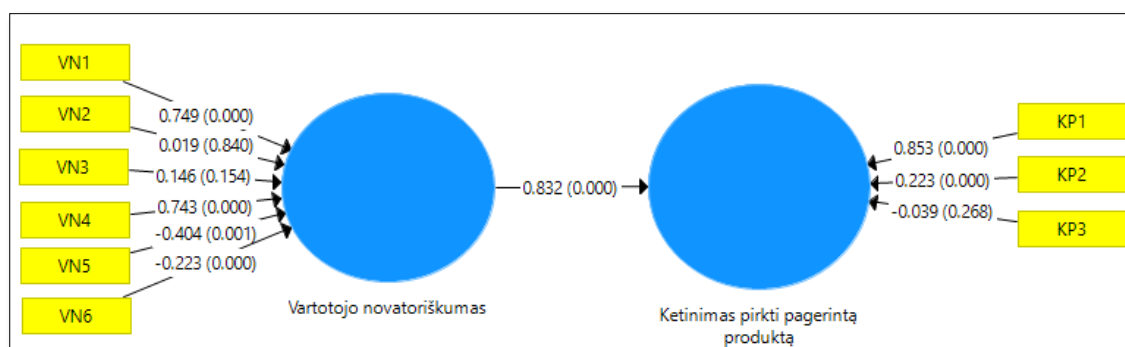 VN1
0.749 (0.000)
VN2
0.019 (0.840)
VN3
0.146 (0.154)
VN4
0.743 (0.000)
VN5
-0.404 (0.001)
VN6
-0.223 (0.000)
Vartotojo novatoriškumas
0.832 (0.000)
Ketinimas pirkti pagerintą
produktą
KP1
0.853 (0.000)
KP2
0.223 (0.000)
KP3
-0.039 (0.268)